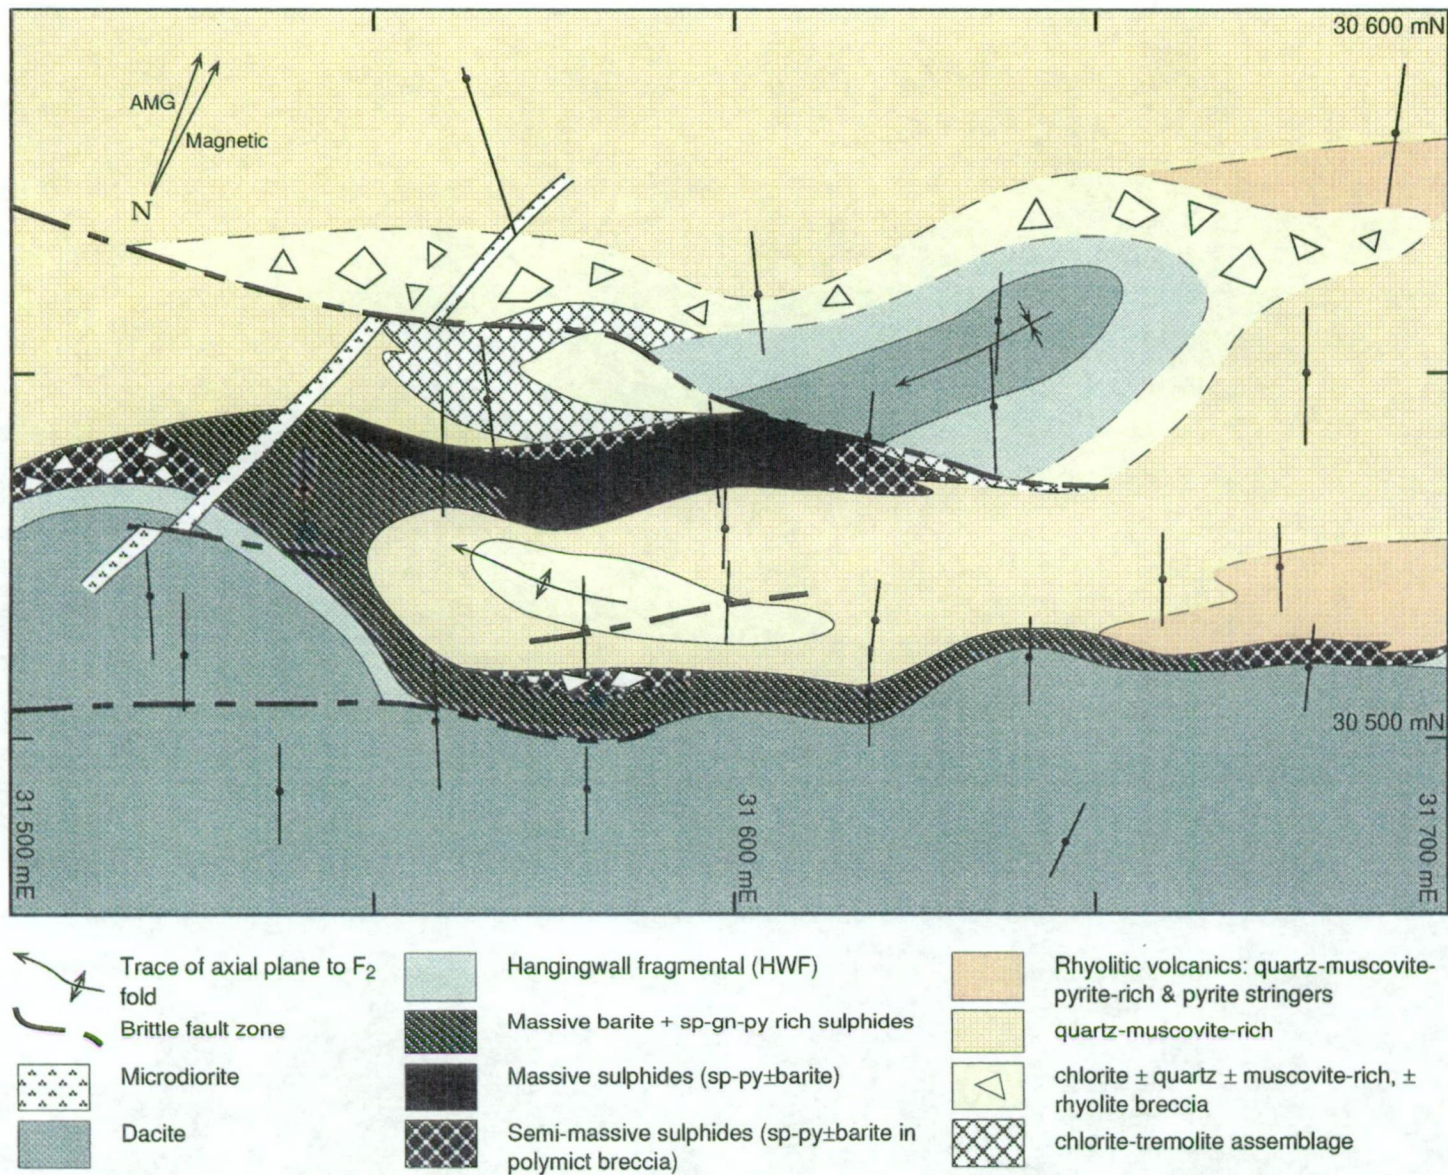 30 600 mN
AMG
Magnetic
N
30 500 mN
31 500 mE
31 600 mE
31 700 mE
Trace of axial plane to F2
fold
Brittle fault zone
Microdiorite
Dacite
Hangingwall fragmental (HWF)
Massive barite + sp-gn-py rich sulphides
Massive sulphides (sp-py±barite)
Semi-massive sulphides (sp-py±barite in
polymict breccia)
Rhyolitic volcanics: quartz-muscovite-
pyrite-rich & pyrite stringers
quartz-muscovite-rich
chlorite ± quartz ± muscovite-rich, ±
rhyolite breccia
chlorite-tremolite assemblage